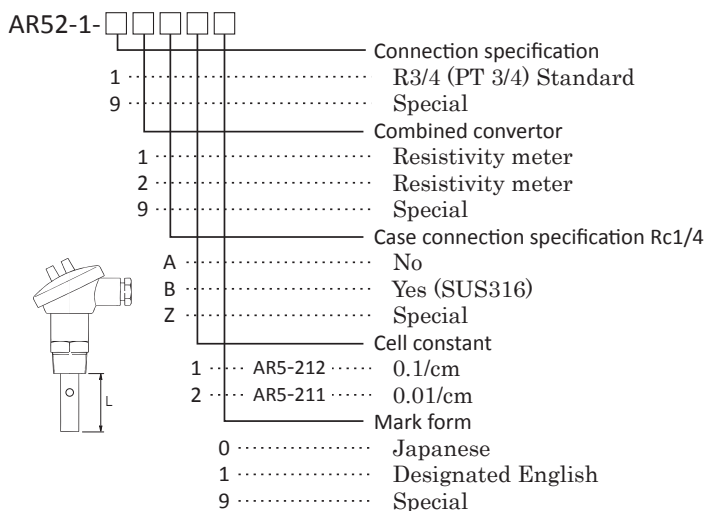 AR52-1-□□□□□
Connection specification
1 ················ R3/4 (PT 3/4) Standard
9 ················ Special
Combined convertor
1 ················ Resistivity meter
2 ················ Resistivity meter
9 ················ Special
Case connection specification Rc1/4
A ················ No
B ················ Yes (SUS316)
Z ················ Special
Cell constant
1 ····· AR5-212 ······ 0.1/cm
2 ····· AR5-211 ······ 0.01/cm
Mark form
0 ················ Japanese
1 ················ Designated English
9 ················ Special
L